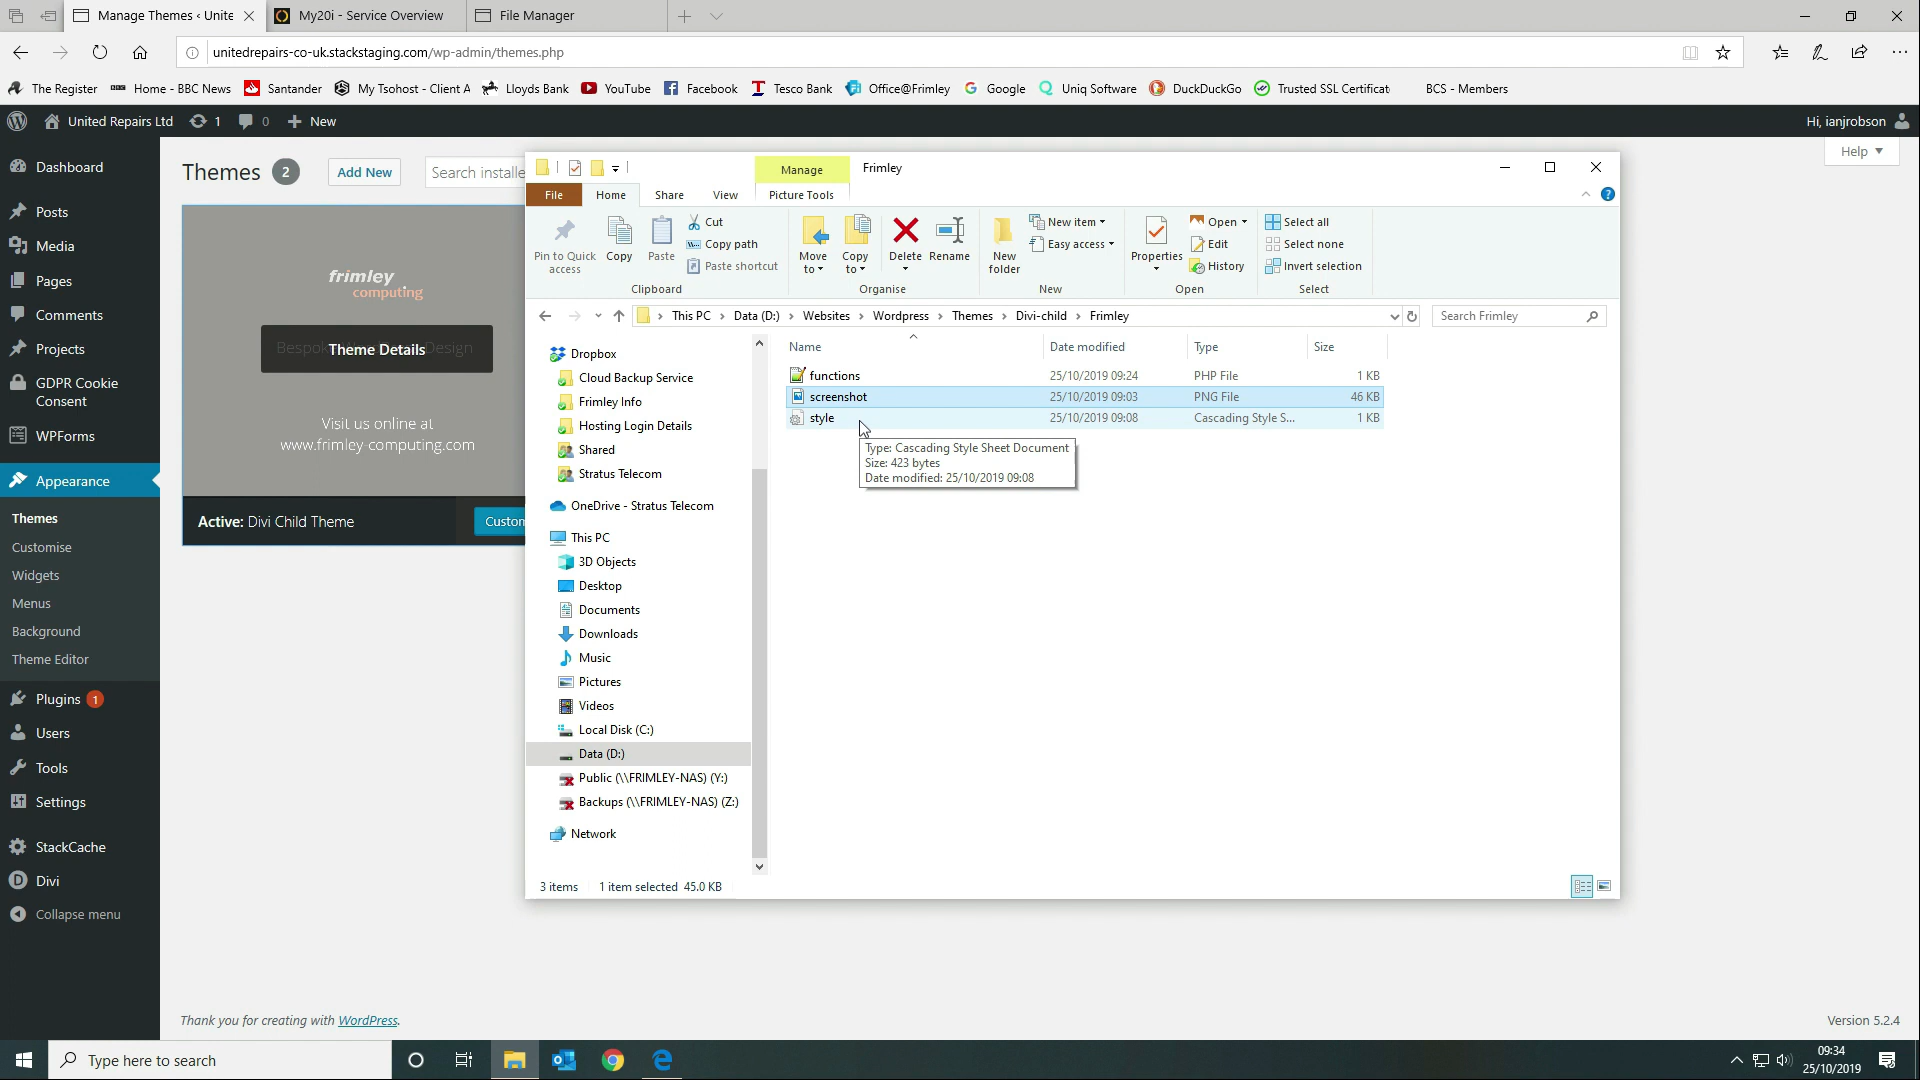 Manage Themes ‹ Unite
My20i - Service Overview
File Manager
unitedrepairs-co-uk.stackstaging.com/wp-admin/themes.php
The Register
Home - BBC News
Santander
My Tsohost - Client A
Lloyds Bank
YouTube
Facebook
Tesco Bank
Office@Frimley
Google
Uniq Software
DuckDuckGo
Trusted SSL Certificat
BCS - Members
United Repairs Ltd
1
0
New
Hi, ianjrobson
Dashboard
Posts
Media
Pages
Comments
Projects
GDPR Cookie
Consent
WPForms
Appearance
Themes
Customise
Widgets
Menus
Background
Theme Editor
Plugins 1
Users
Tools
Settings
StackCache
Divi
Collapse menu
Themes 2
Add New
Search installe
Help
frimley
computing
Theme Details
Visit us online at
www.frimley-computing.com
Active: Divi Child Theme
Custom
Manage
Frimley
File
Home
Share
View
Picture Tools
Pin to Quick
access
Copy
Paste
Cut
Copy path
Paste shortcut
Clipboard
Move
to
Copy
to
Delete
Rename
Organise
New
folder
New item
Easy access
New
Properties
Open
Edit
History
Open
Select all
Select none
Invert selection
Select
This PC
Data (D:)
Websites
Wordpress
Themes
Divi-child
Frimley
Search Frimley
Dropbox
Cloud Backup Service
Frimley Info
Hosting Login Details
Shared
Stratus Telecom
OneDrive - Stratus Telecom
This PC
3D Objects
Desktop
Documents
Downloads
Music
Pictures
Videos
Local Disk (C:)
Data (D:)
Public (\\FRIMLEY-NAS) (Y:)
Backups (\\FRIMLEY-NAS) (Z:)
Network
Name Date modified Type Size
functions 25/10/2019 09:24 PHP File 1 KB
screenshot 25/10/2019 09:03 PNG File 46 KB
style 25/10/2019 09:08 Cascading Style S... 1 KB
Type: Cascading Style Sheet Document
Size: 423 bytes
Date modified: 25/10/2019 09:08
3 items 1 item selected 45.0 KB
Thank you for creating with WordPress.
Version 5.2.4
Type here to search
09:34
25/10/2019